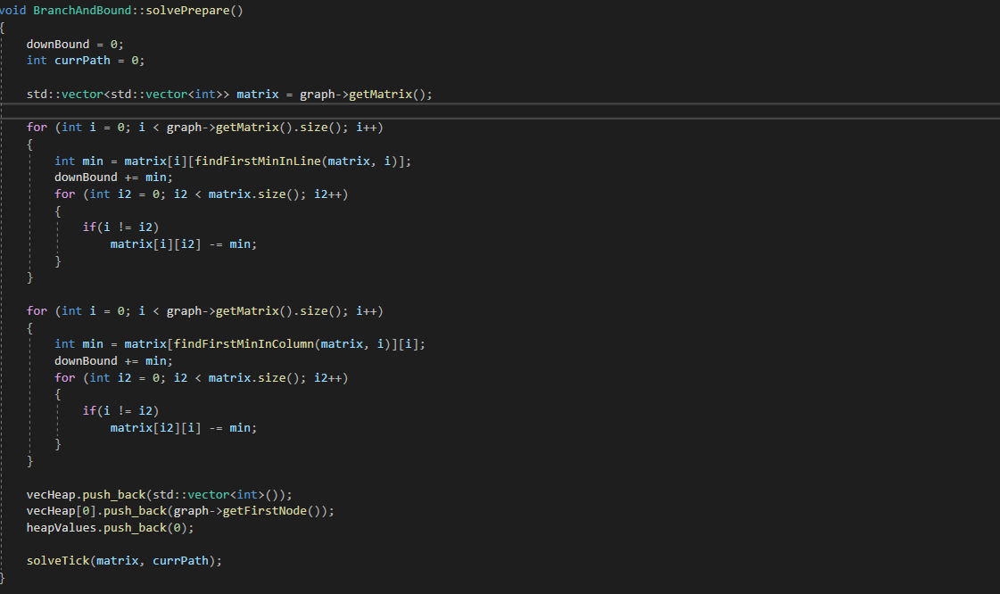 void BranchAndBound::solvePrepare()
{
    downBound = 0;
    int currPath = 0;

    std::vector<std::vector<int>> matrix = graph->getMatrix();

    for (int i = 0; i < graph->getMatrix().size(); i++)
    {
        int min = matrix[i][findFirstMinInLine(matrix, i)];
        downBound += min;
        for (int i2 = 0; i2 < matrix.size(); i2++)
        {
            if(i != i2)
                matrix[i][i2] -= min;
        }
    }

    for (int i = 0; i < graph->getMatrix().size(); i++)
    {
        int min = matrix[findFirstMinInColumn(matrix, i)][i];
        downBound += min;
        for (int i2 = 0; i2 < matrix.size(); i2++)
        {
            if(i != i2)
                matrix[i2][i] -= min;
        }
    }

    vecHeap.push_back(std::vector<int>());
    vecHeap[0].push_back(graph->getFirstNode());
    heapValues.push_back(0);

    solveTick(matrix, currPath);
}